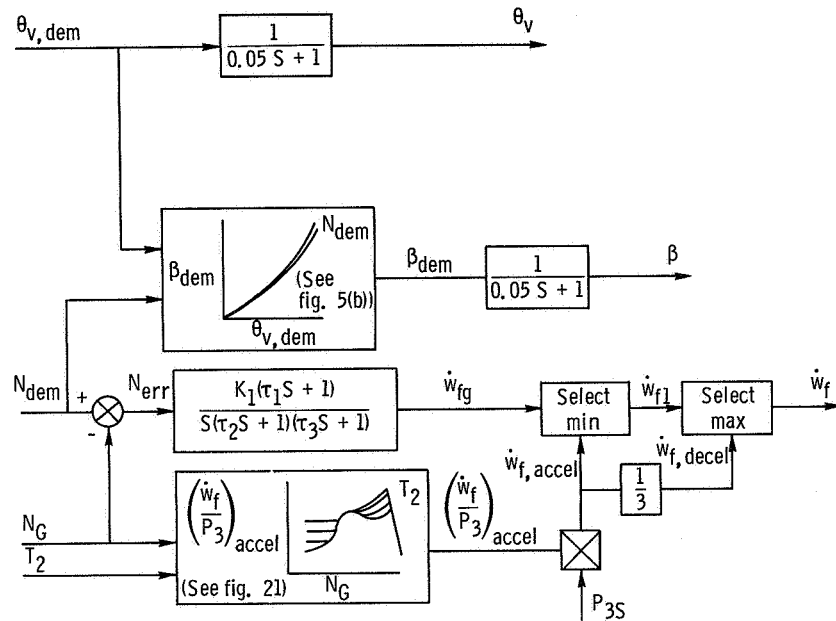 θv, dem
1
0.05 S + 1
θv
βdem
Ndem
(See
fig. 5(b))
θv, dem
βdem
1
0.05 S + 1
β
Ndem
+
-
Nerr
K1(τ1S + 1)
S(τ2S + 1)(τ3S + 1)
ẇfg
Select
min
ẇf1
Select
max
ẇf
ẇf, accel
1
3
ẇf, decel
NG
T2
(ẇf
P3)accel
T2
NG
(See fig. 21)
(ẇf
P3)accel
P3S